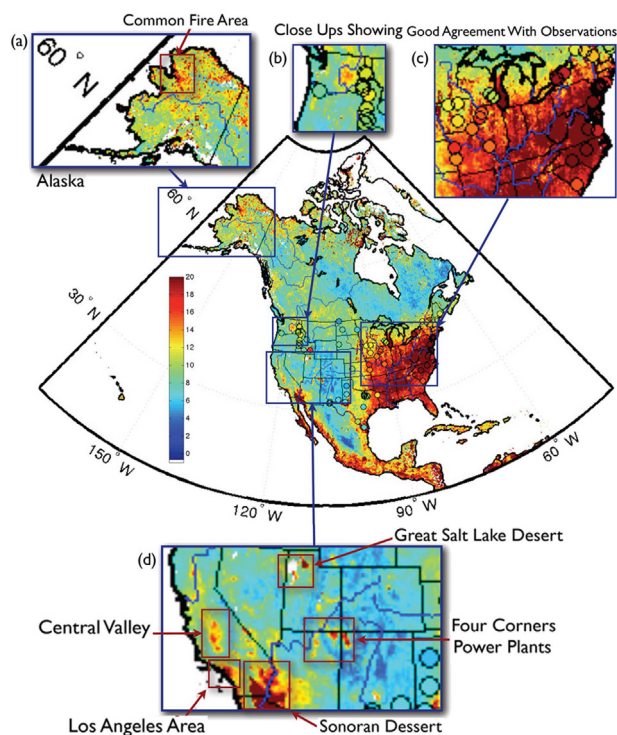 Common Fire Area
Close Ups Showing Good Agreement With Observations
(a)
(b)
(c)
60 N
Alaska
60 °N
30 °N
20
18
16
14
12
10
8
6
4
2
0
150 °W
120 °W
90 °W
60 °W
(d)
Great Salt Lake Desert
Central Valley
Four Corners
Power Plants
Los Angeles Area
Sonoran Dessert